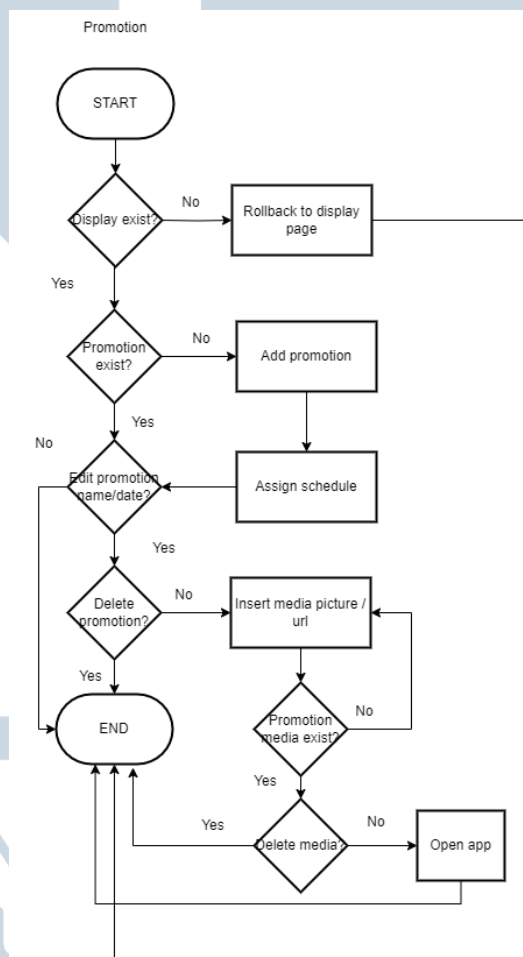 Promotion
START
Display exist?
No
Rollback to display
page
Yes
Promotion
exist?
No
Add promotion
Yes
No
Edit promotion
name/date?
Assign schedule
Yes
Delete
promotion?
No
Insert media picture /
url
Yes
END
Promotion
media exist?
No
Yes
Delete media?
Yes
No
Open app